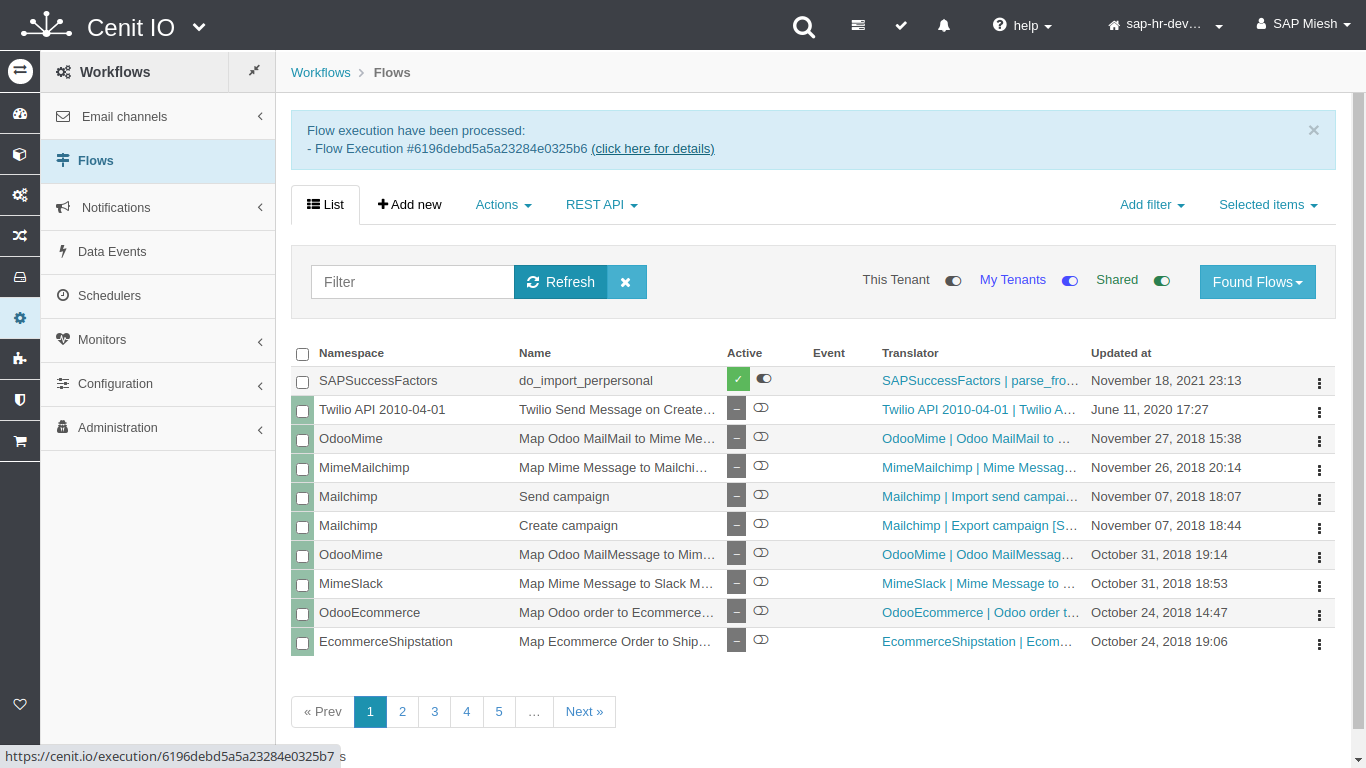 Cenit IO
help
sap-hr-dev…
SAP Miesh
Workflows
Workflows
Flows
Email channels
Flows
Notifications
Data Events
Schedulers
Monitors
Configuration
Administration
Flow execution have been processed:
- Flow Execution #6196debd5a5a23284e0325b6 (click here for details)
×
List
Add new
Actions
REST API
Add filter
Selected items
Filter
Refresh
This Tenant
My Tenants
Shared
Found Flows
Namespace Name Active Event Translator Updated at
SAPSuccessFactors do_import_perpersonal ✓ SAPSuccessFactors | parse_fro… November 18, 2021 23:13
Twilio API 2010-04-01 Twilio Send Message on Create… – Twilio API 2010-04-01 | Twilio A… June 11, 2020 17:27
OdooMime Map Odoo MailMail to Mime Me… – OdooMime | Odoo MailMail to … November 27, 2018 15:38
MimeMailchimp Map Mime Message to Mailchi… – MimeMailchimp | Mime Messag… November 26, 2018 20:14
Mailchimp Send campaign – Mailchimp | Import send campai… November 07, 2018 18:07
Mailchimp Create campaign – Mailchimp | Export campaign [S… November 07, 2018 18:44
OdooMime Map Odoo MailMessage to Mim… – OdooMime | Odoo MailMessag… October 31, 2018 19:14
MimeSlack Map Mime Message to Slack M… – MimeSlack | Mime Message to … October 31, 2018 18:53
OdooEcommerce Map Odoo order to Ecommerce… – OdooEcommerce | Odoo order t… October 24, 2018 14:47
EcommerceShipstation Map Ecommerce Order to Ship… – EcommerceShipstation | Ecom… October 24, 2018 19:06
« Prev 1 2 3 4 5 … Next »
https://cenit.io/execution/6196debd5a5a23284e0325b7 s